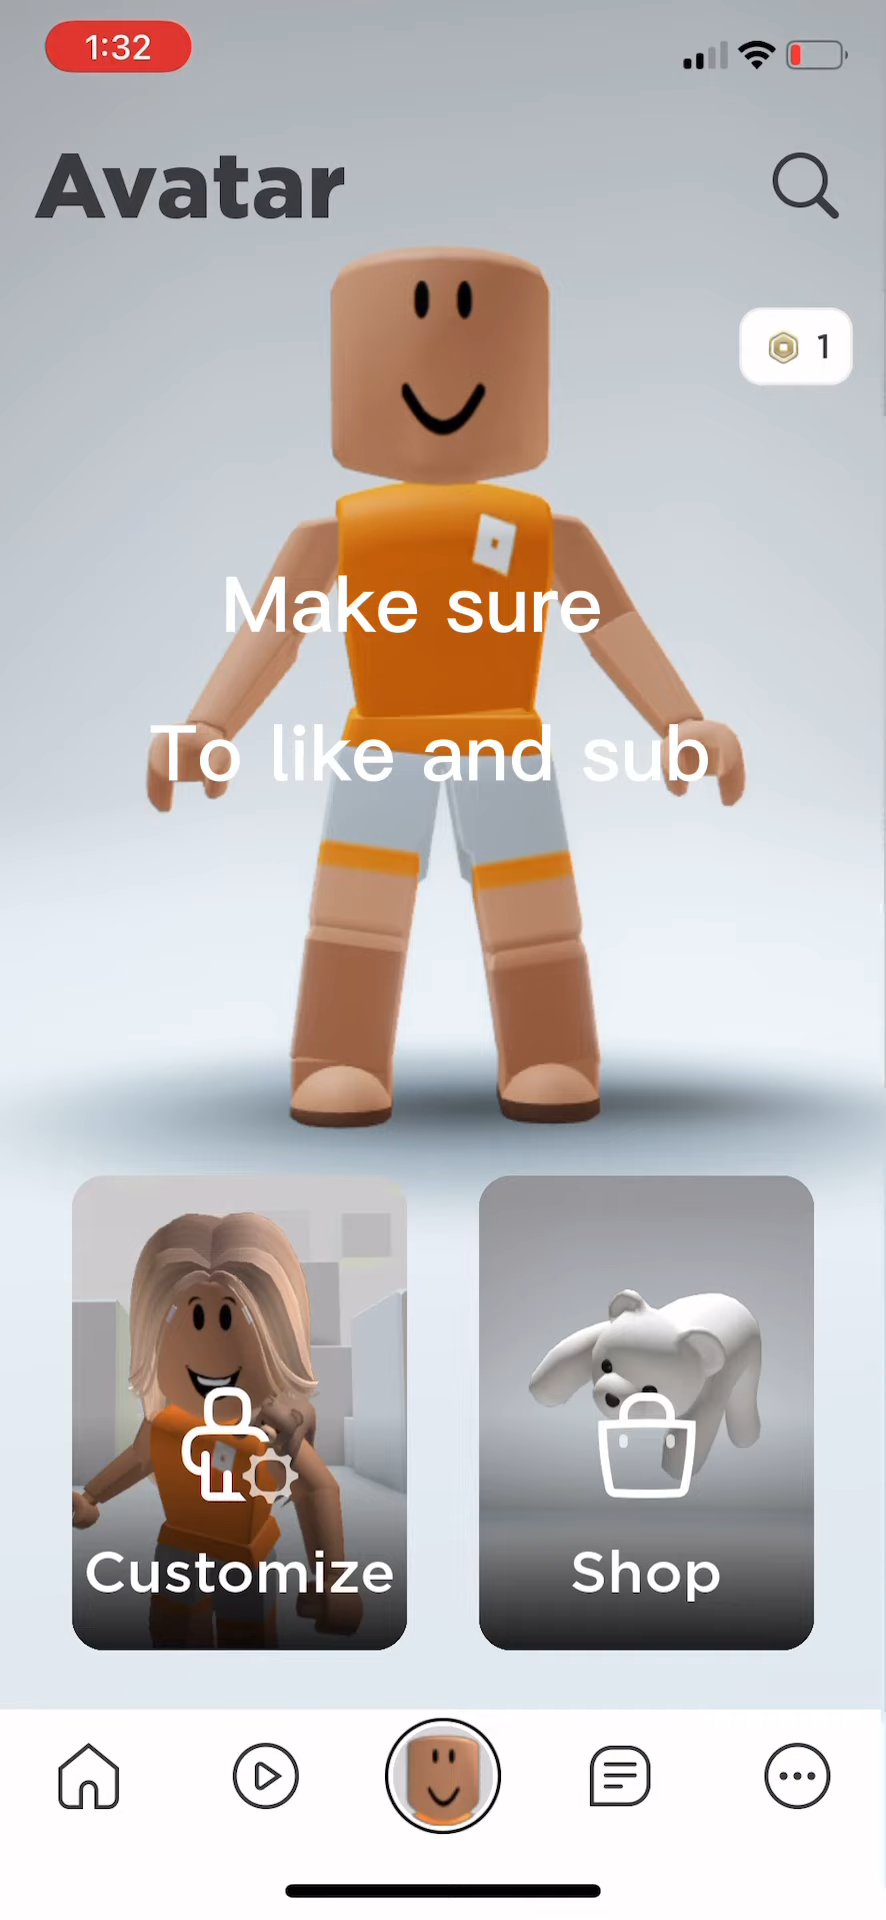 1:32
Avatar
1
Make sure
To like and sub
Customize
Shop